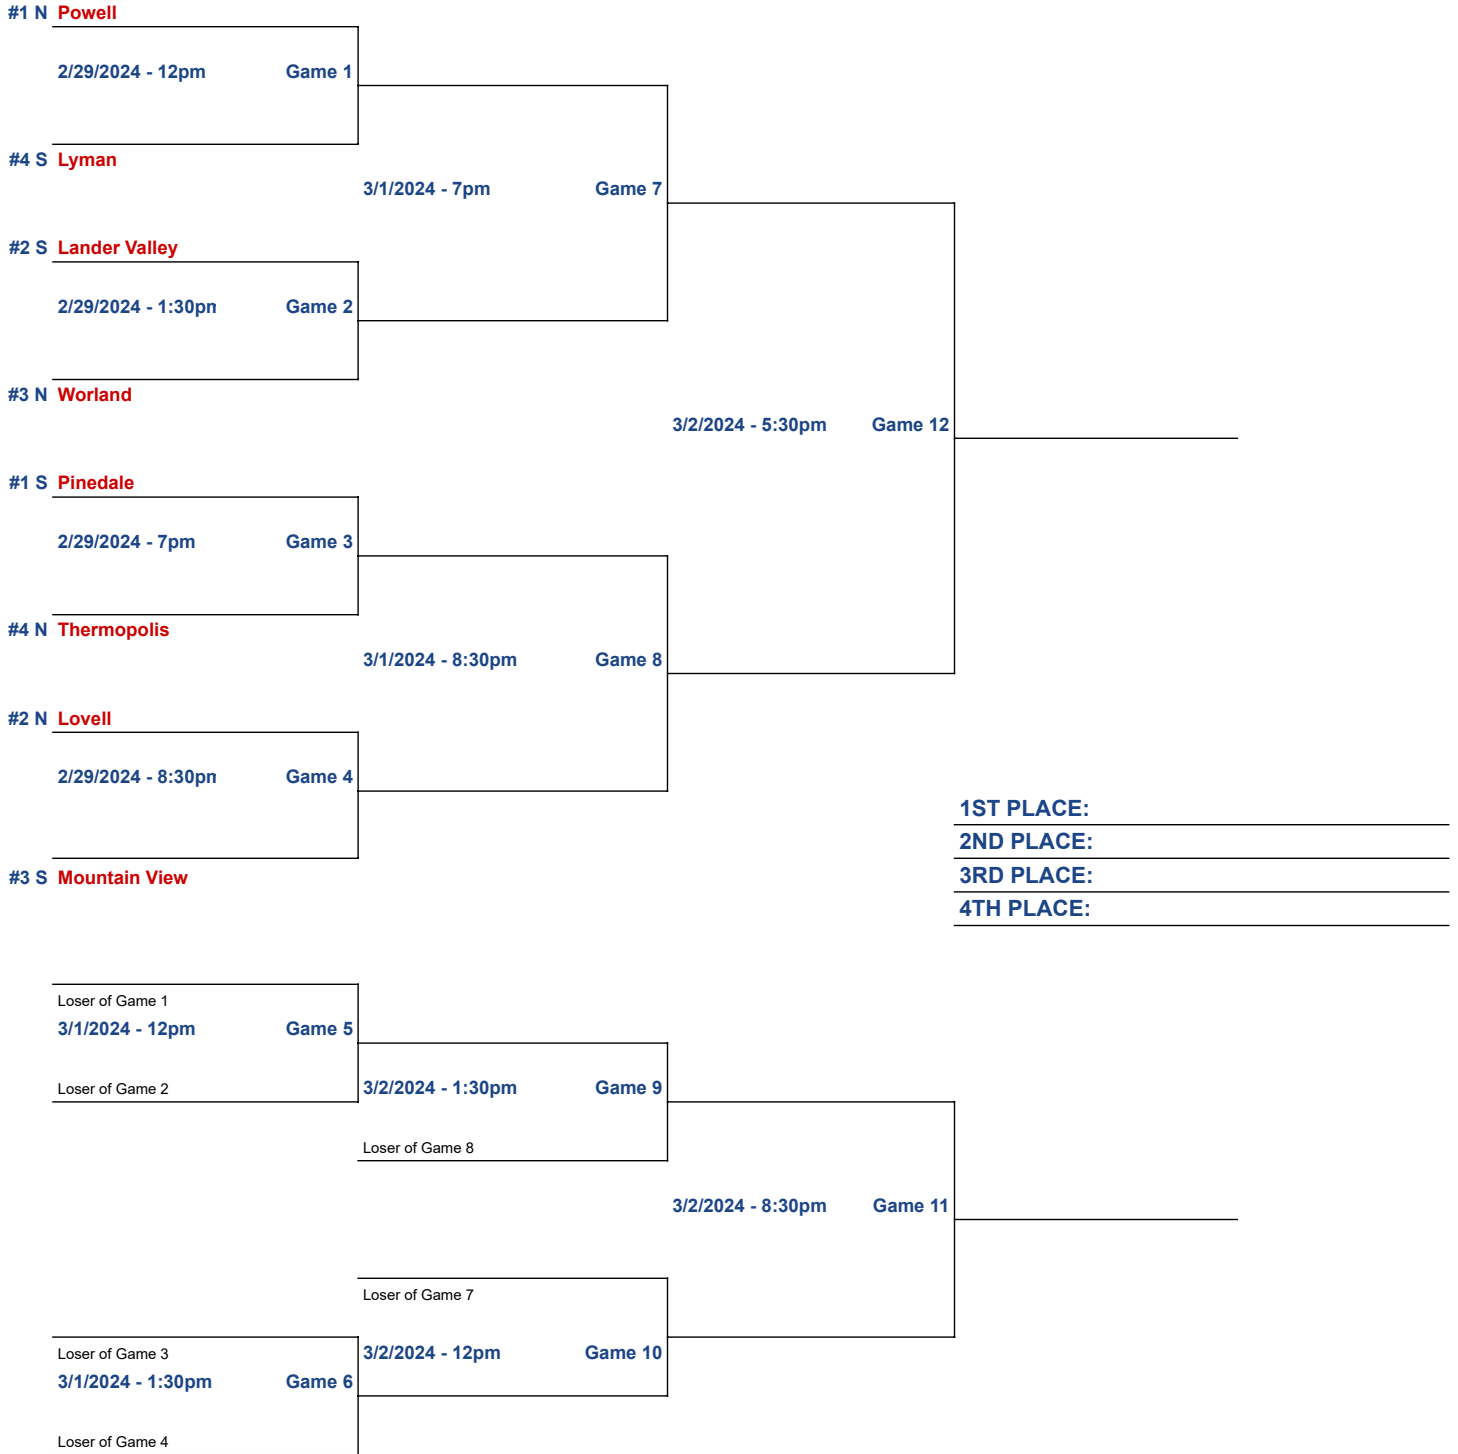 #1 N Powell
2/29/2024 - 12pm Game 1
#4 S Lyman
3/1/2024 - 7pm Game 7
#2 S Lander Valley
2/29/2024 - 1:30pm Game 2
#3 N Worland
3/2/2024 - 5:30pm Game 12
#1 S Pinedale
2/29/2024 - 7pm Game 3
#4 N Thermopolis
3/1/2024 - 8:30pm Game 8
#2 N Lovell
2/29/2024 - 8:30pm Game 4
1ST PLACE:
2ND PLACE:
3RD PLACE:
#3 S Mountain View
4TH PLACE:
Loser of Game 1
3/1/2024 - 12pm Game 5
Loser of Game 2
3/2/2024 - 1:30pm Game 9
Loser of Game 8
3/2/2024 - 8:30pm Game 11
Loser of Game 7
Loser of Game 3
3/2/2024 - 12pm Game 10
3/1/2024 - 1:30pm Game 6
Loser of Game 4